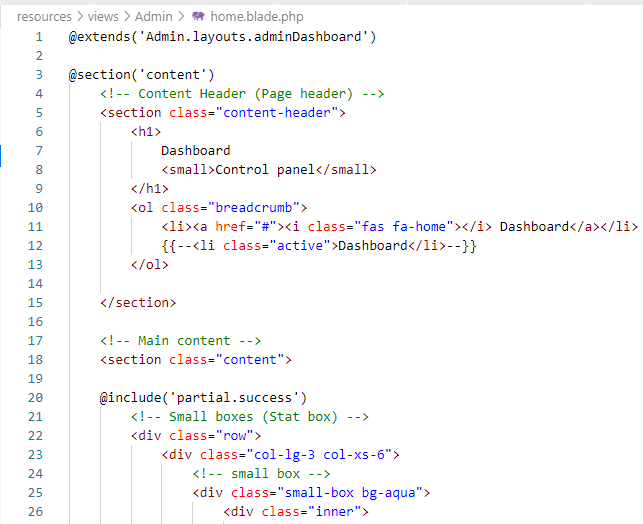 resources > views > Admin > home.blade.php
1 @extends('Admin.layouts.adminDashboard')
2
3 @section('content')
4 <!-- Content Header (Page header) -->
5 <section class="content-header">
6 <h1>
7 Dashboard
8 <small>Control panel</small>
9 </h1>
10 <ol class="breadcrumb">
11 <li><a href="#"><i class="fas fa-home"></i> Dashboard</a></li>
12 {{--<li class="active">Dashboard</li>--}}
13 </ol>
14
15 </section>
16
17 <!-- Main content -->
18 <section class="content">
19
20 @include('partial.success')
21 <!-- Small boxes (Stat box) -->
22 <div class="row">
23 <div class="col-lg-3 col-xs-6">
24 <!-- small box -->
25 <div class="small-box bg-aqua">
26 <div class="inner">